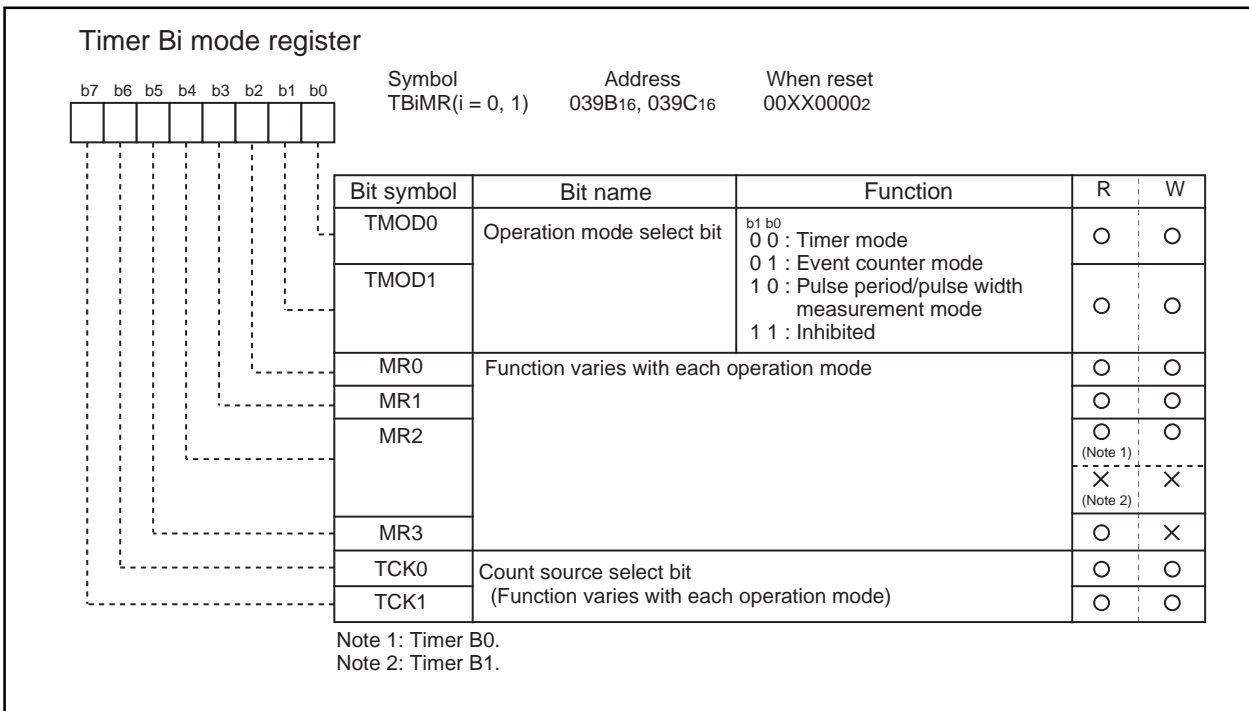 Timer Bi mode register
Symbol Address When reset
TBiMR(i = 0, 1) 039B16, 039C16 00XX00002
b7 b6 b5 b4 b3 b2 b1 b0
Bit symbol Bit name Function R W
TMOD0 Operation mode select bit b1 b0
0 0 : Timer mode
0 1 : Event counter mode
TMOD1 1 0 : Pulse period/pulse width
measurement mode
1 1 : Inhibited
MR0 Function varies with each operation mode
MR1
MR2
(Note 1)
(Note 2)
MR3
TCK0 Count source select bit
TCK1 (Function varies with each operation mode)
Note 1: Timer B0.
Note 2: Timer B1.